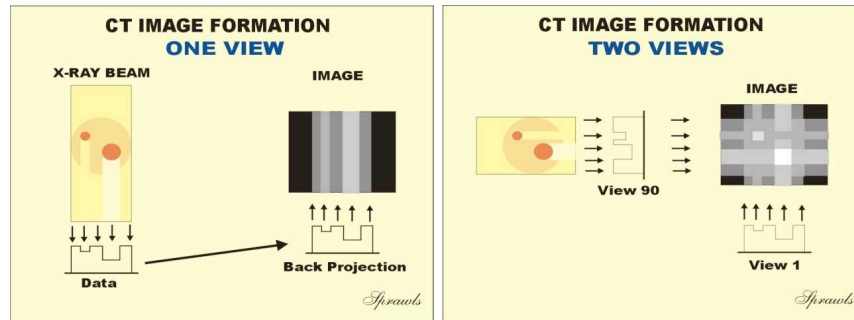 CT IMAGE FORMATION
ONE VIEW
X-RAY BEAM
IMAGE
Data
Back Projection
Sprawls
CT IMAGE FORMATION
TWO VIEWS
IMAGE
View 90
View 1
Sprawls